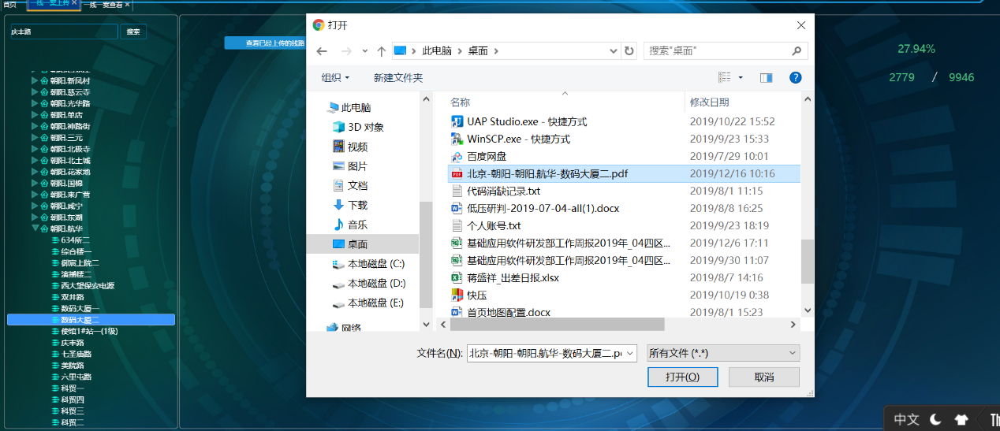 首页
一线一案上传 ×
一线一案查看 ×
庆丰路
搜索
朝阳.新凤村
朝阳.慈云寺
朝阳.光华路
朝阳.单店
朝阳.神路街
朝阳.三元
朝阳.北极寺
朝阳.北土城
朝阳.花家地
朝阳.国棉
朝阳.来广营
朝阳.咸宁
朝阳.东湖
朝阳.航华
634所二
综合楼一
御宸上院二
演播楼二
西大望保安电源
双井路
数码大厦一
数码大厦二
使馆1#站一(1级)
庆丰路
七圣庙路
美院路
六里屯路
科贸一
科贸四
科贸三
科贸二
查看已经上传的线路
打开
此电脑 › 桌面 ›
搜索"桌面"
组织
新建文件夹
此电脑
3D 对象
视频
图片
文档
下载
音乐
桌面
本地磁盘 (C:)
本地磁盘 (D:)
本地磁盘 (E:)
网络
名称 修改日期
UAP Studio.exe - 快捷方式 2019/10/22 15:52
WinSCP.exe - 快捷方式 2019/9/23 15:33
百度网盘 2019/7/29 10:01
北京-朝阳-朝阳.航华-数码大厦二.pdf 2019/12/16 10:16
代码消缺记录.txt 2019/8/1 11:15
低压研判-2019-07-04-all(1).docx 2019/8/8 16:25
个人账号.txt 2019/9/23 18:19
基础应用软件研发部工作周报2019年_04四区... 2019/12/6 17:11
基础应用软件研发部工作周报2019年_04四区... 2019/9/30 11:07
蒋盛祥_出差日报.xlsx 2019/8/7 14:16
快压 2019/10/19 0:38
首页地图配置.docx 2019/8/1 15:23
文件名(N):
北京-朝阳-朝阳.航华-数码大厦二.p
所有文件 (*.*)
打开(O)
取消
27.94%
2779 / 9946
中文
Th